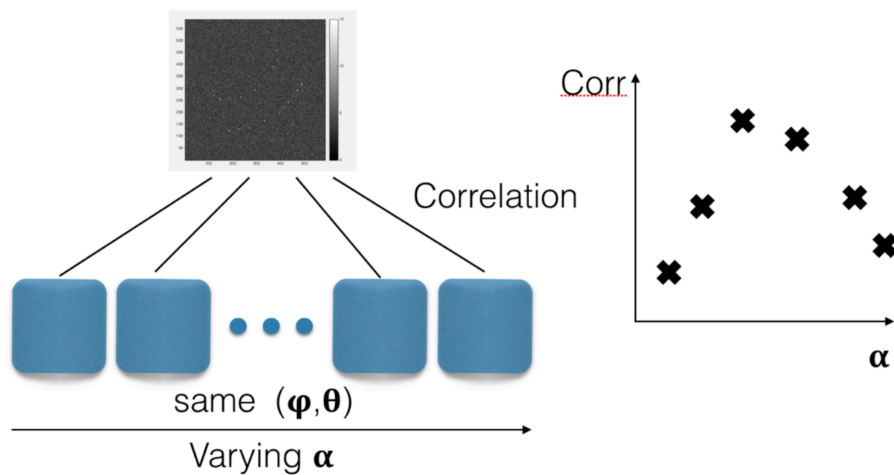 Corr
Correlation
α
same (φ,θ)
Varying α